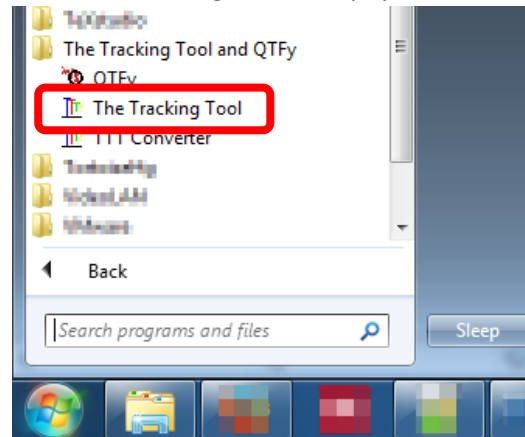 The Tracking Tool and QTFy
QTFy
The Tracking Tool
TTT Converter
Back
Search programs and files
Sleep